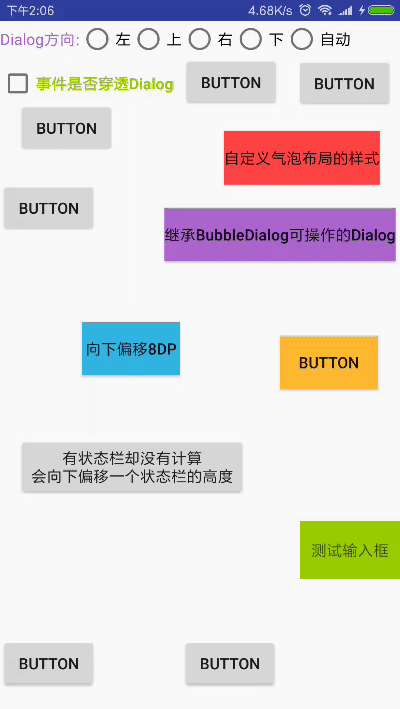 下午2:06 4.68K/s
Dialog方向: 左 上 右 下 自动
事件是否穿透Dialog
BUTTON
BUTTON
BUTTON
自定义气泡布局的样式
BUTTON
继承BubbleDialog可操作的Dialog
向下偏移8DP
BUTTON
有状态栏却没有计算
会向下偏移一个状态栏的高度
测试输入框
BUTTON
BUTTON